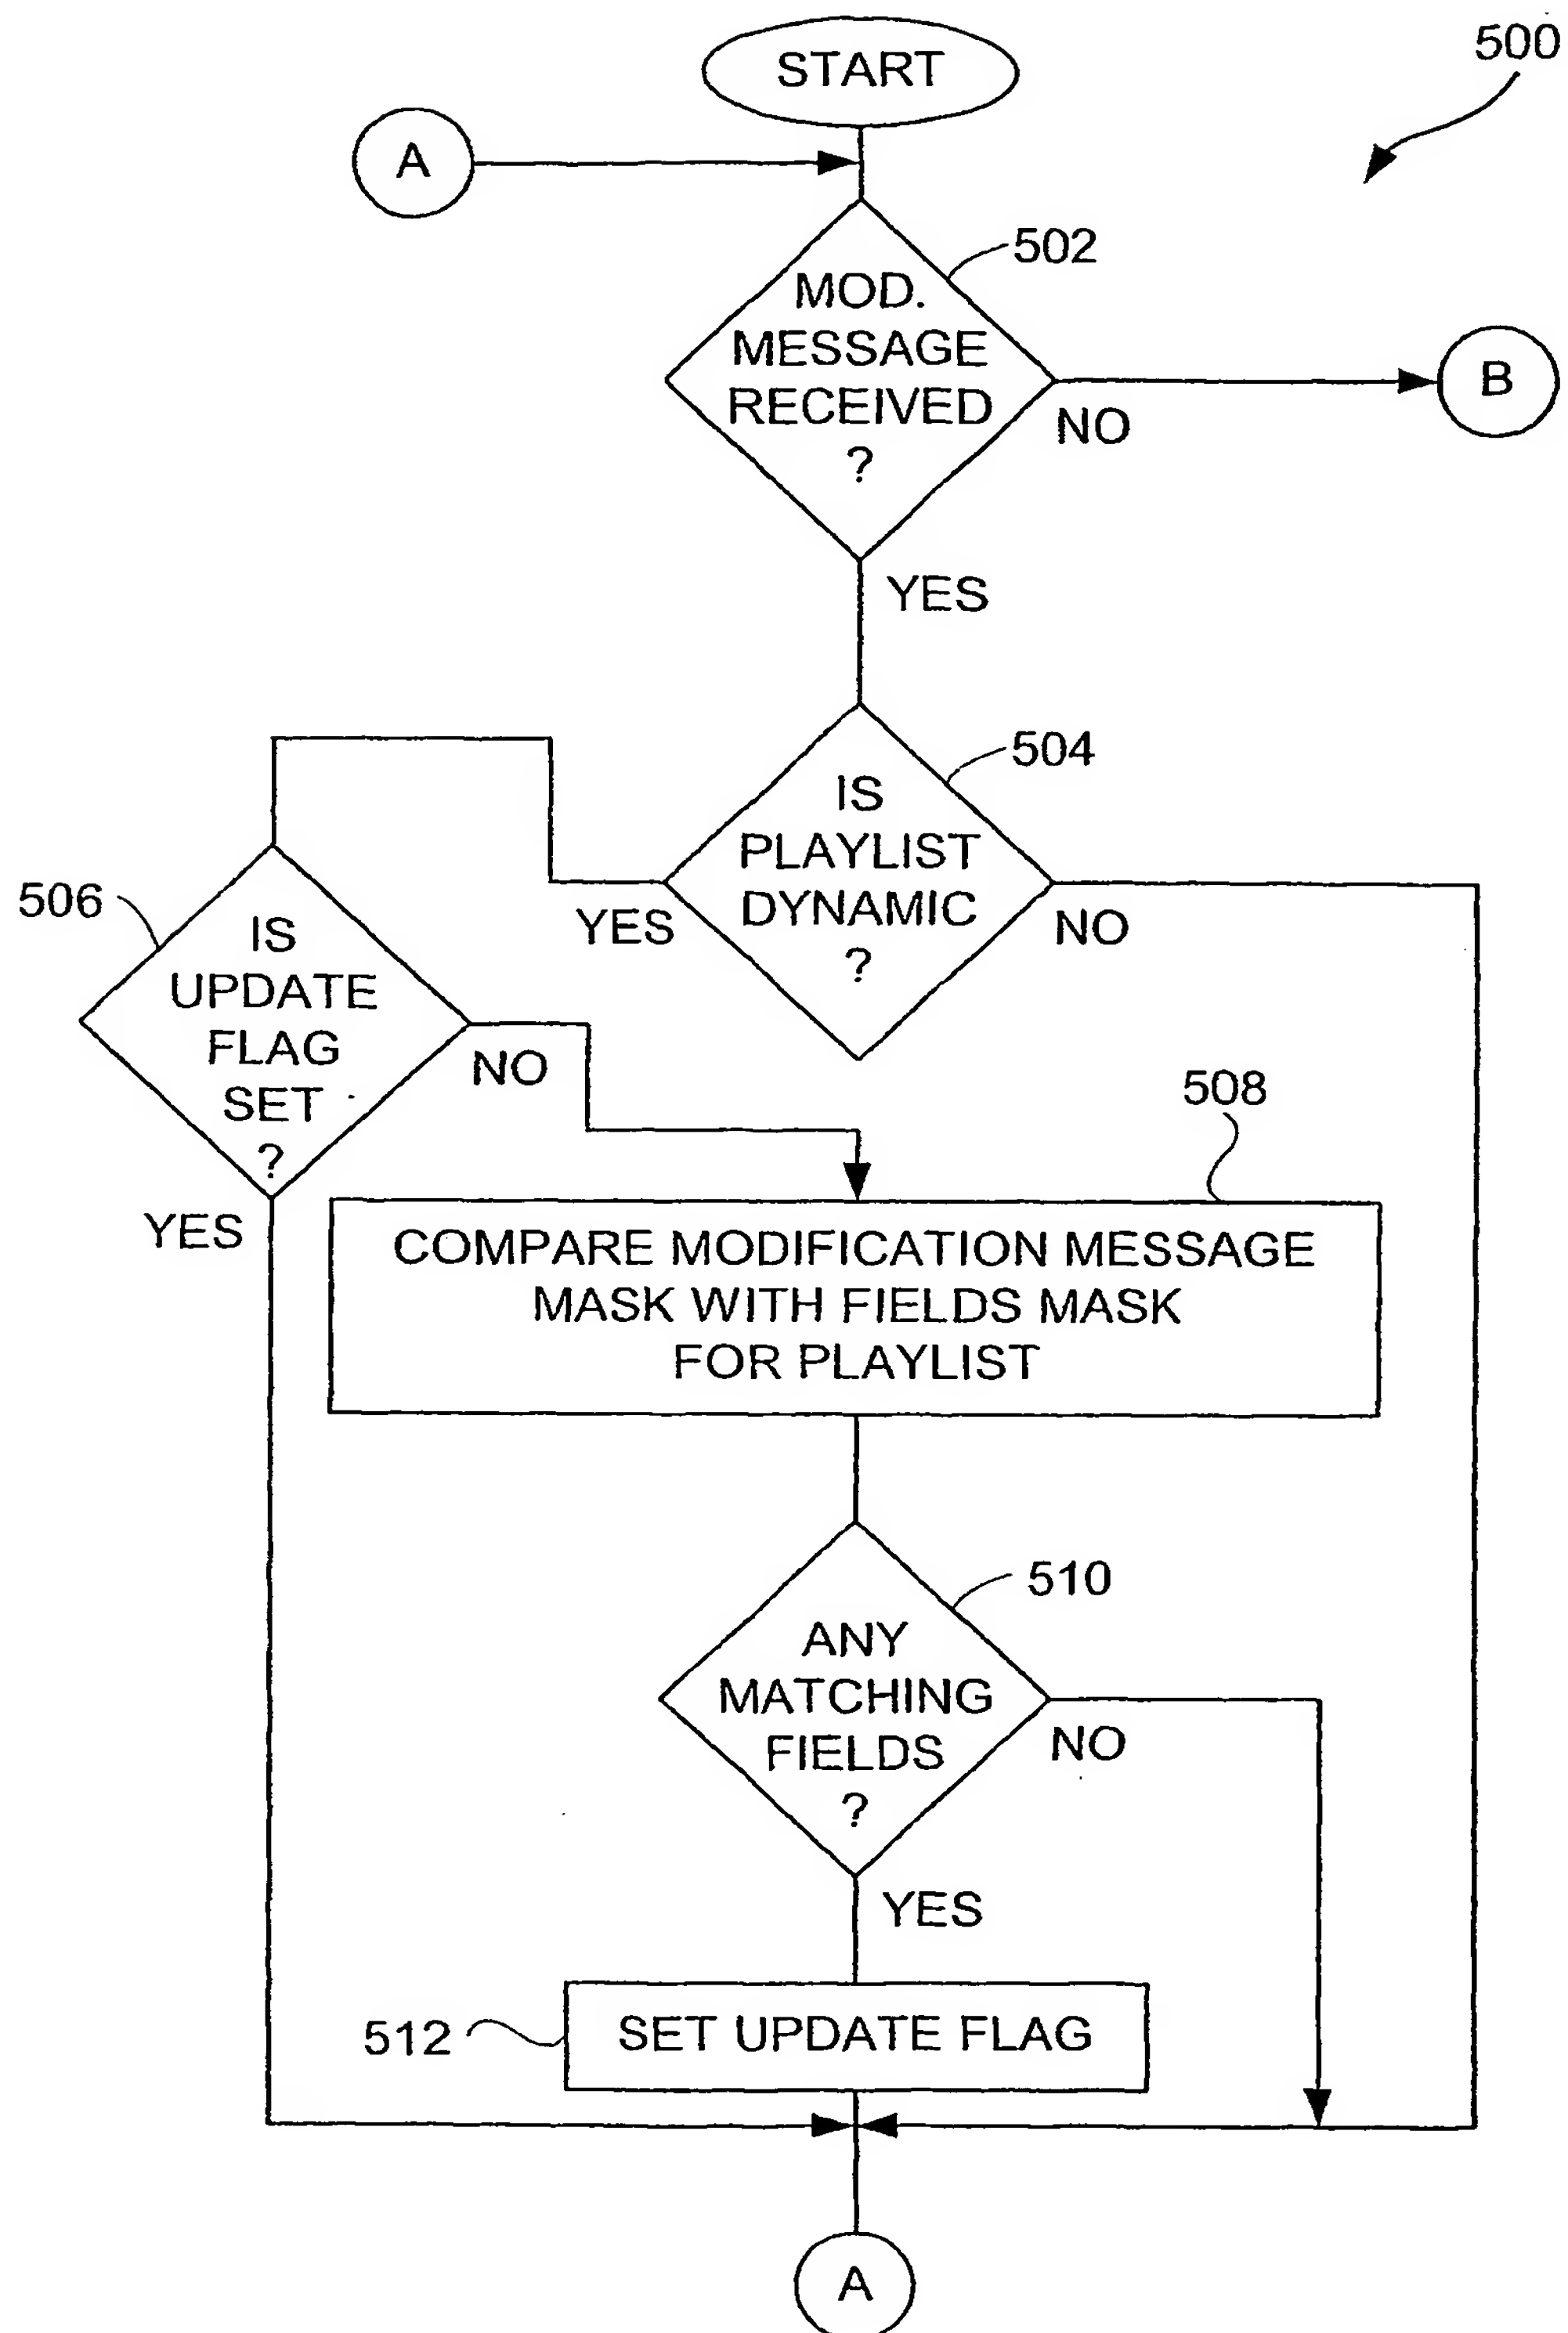 START
500
A
502
MOD.
MESSAGE
RECEIVED
?
NO
B
YES
504
IS
PLAYLIST
DYNAMIC
?
YES
NO
506
IS
UPDATE
FLAG
SET
?
NO
YES
508
COMPARE MODIFICATION MESSAGE
MASK WITH FIELDS MASK
FOR PLAYLIST
510
ANY
MATCHING
FIELDS
?
NO
YES
512
SET UPDATE FLAG
A